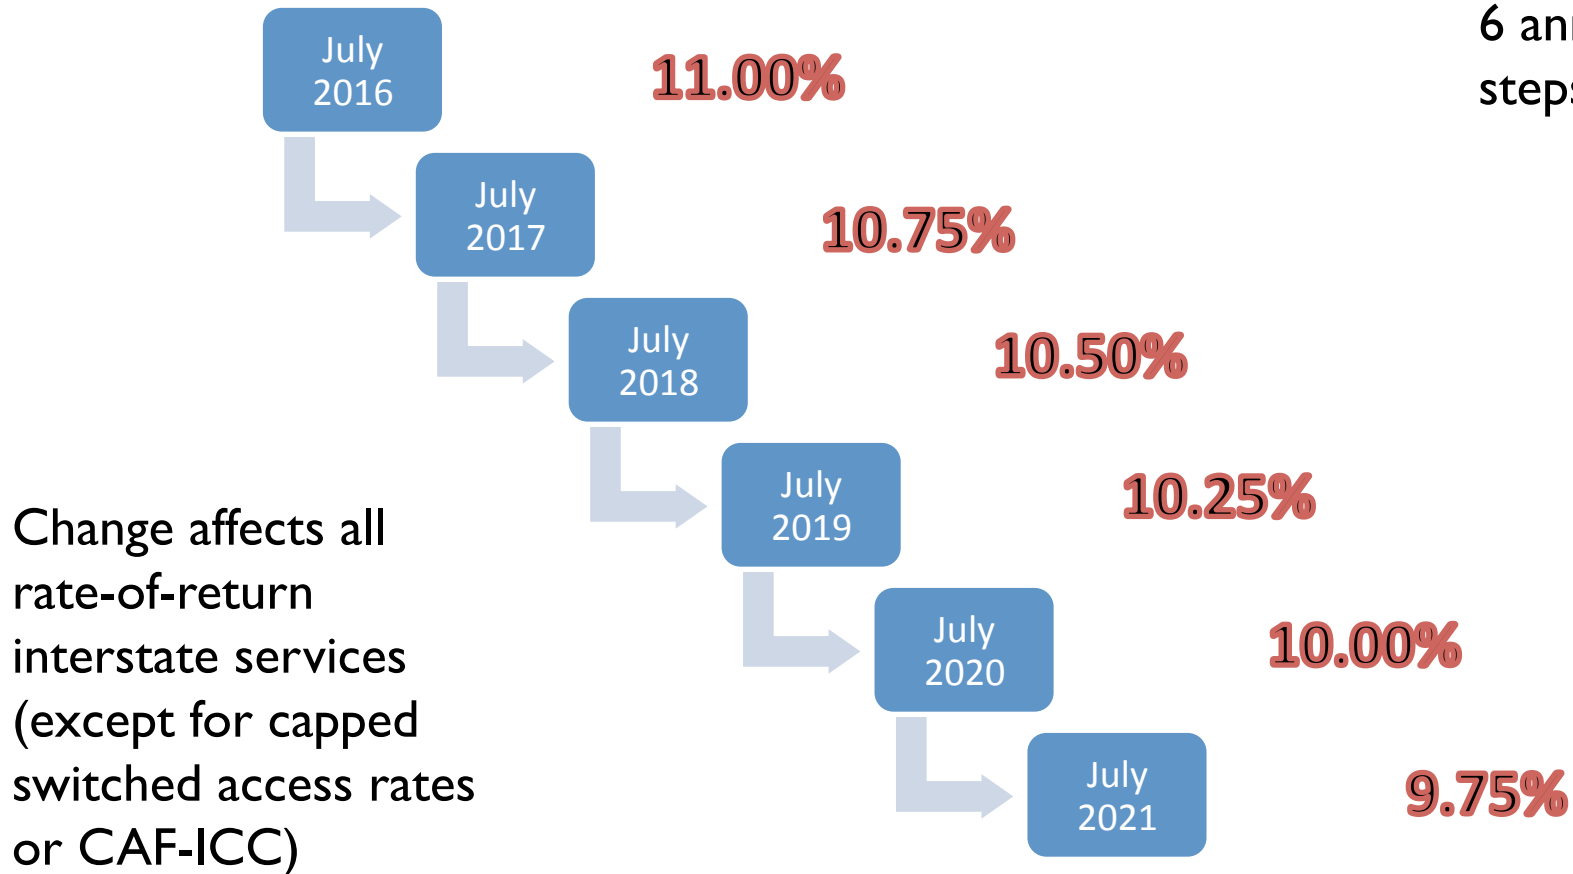 July
2016
11.00%
6
steps
July
2017
10.75%
July
2018
10.50%
July
2019
10.25%
Change affects all
rate-of-return
interstate services
(except for capped
switched access rates
or CAF-ICC)
July
2020
10.00%
July
2021
9.75%